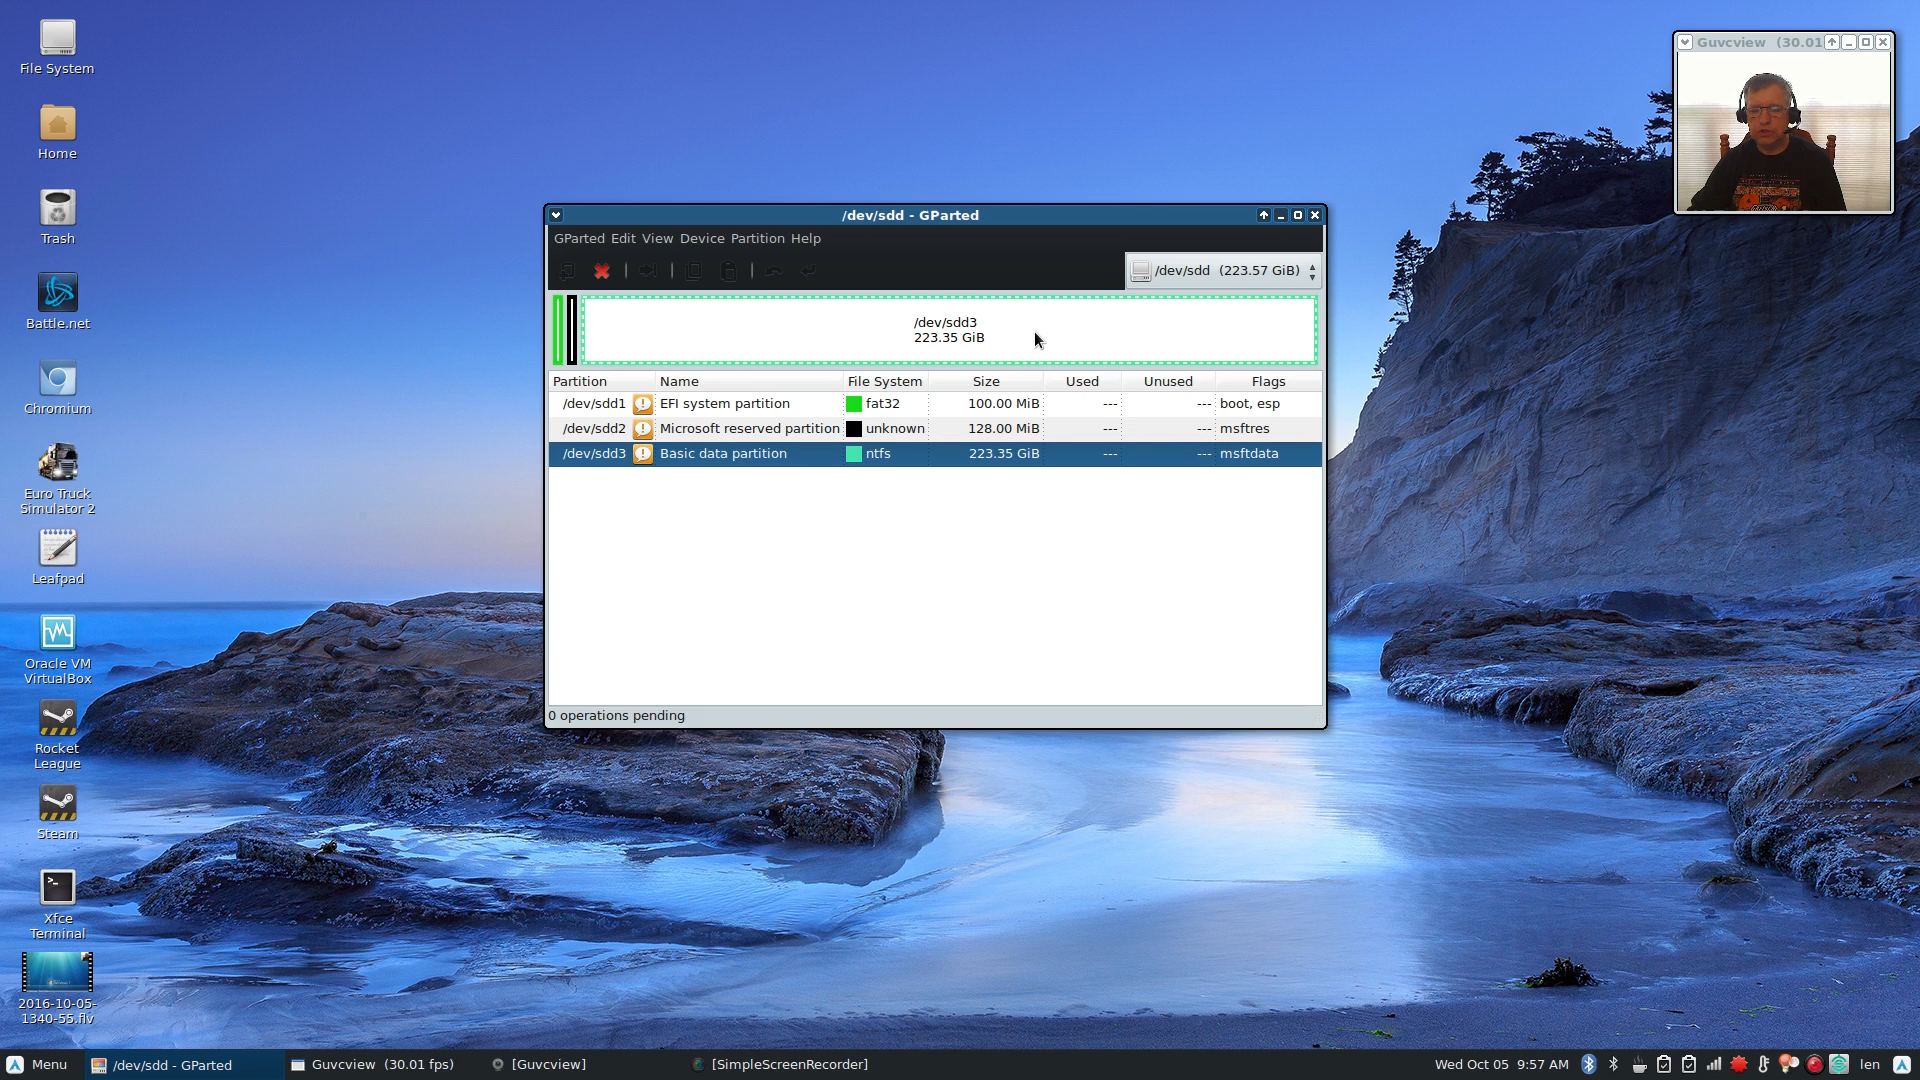 File System
Home
Trash
Battle.net
Chromium
Euro Truck
Simulator 2
Leafpad
Oracle VM
VirtualBox
Rocket
League
Steam
Xfce
Terminal
2016-10-05-
1340-55.flv
Guvcview (30.01
/dev/sdd - GParted
GParted Edit View Device Partition Help
/dev/sdd (223.57 GiB)
/dev/sdd3
223.35 GiB
Partition Name File System Size Used Unused Flags
/dev/sdd1 EFI system partition fat32 100.00 MiB --- --- boot, esp
/dev/sdd2 Microsoft reserved partition unknown 128.00 MiB --- --- msftres
/dev/sdd3 Basic data partition ntfs 223.35 GiB --- --- msftdata
0 operations pending
Menu /dev/sdd - GParted Guvcview (30.01 fps) [Guvcview] [SimpleScreenRecorder] Wed Oct 05 9:57 AM len